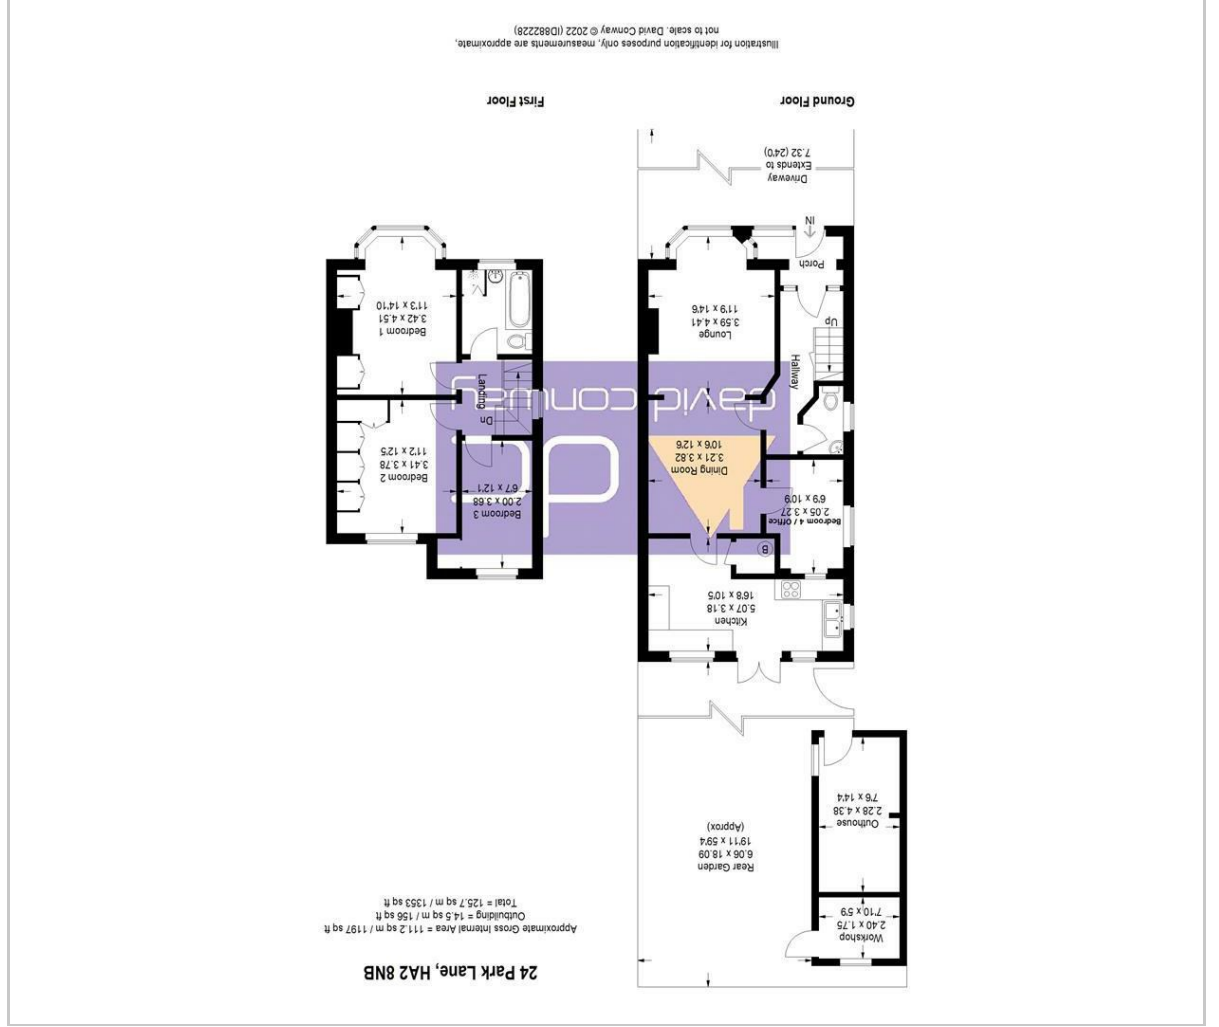 24 Park Lane, HA2 8NB
Approximate Gross Internal Area = 111.2 sq m / 1197 sq ft
Outbuilding = 14.5 sq m / 156 sq ft
Total = 125.7 sq m / 1353 sq ft
Workshop
2.40 x 1.75
7'10 x 5'9
Outhouse
2.28 x 4.38
7'6 x 14'4
Rear Garden
6.06 x 18.09
19'11 x 59'4
(Approx)
Kitchen
5.07 x 3.18
16'8 x 10'5
B
Bedroom 4 / Office
2.05 x 3.27
6'9 x 10'9
Dining Room
3.21 x 3.82
10'6 x 12'6
Hallway
Up
Lounge
3.59 x 4.41
11'9 x 14'6
Porch
IN
Driveway
Extends to
7.32 (24'0)
Ground Floor
Bedroom 3
2.00 x 3.68
6'7 x 12'1
Bedroom 2
3.41 x 3.78
11'2 x 12'5
Dn
Landing
Bedroom 1
3.42 x 4.51
11'3 x 14'10
First Floor
dc
david conway
Illustration for identification purposes only, measurements are approximate,
not to scale. David Conway © 2022 (ID882228)